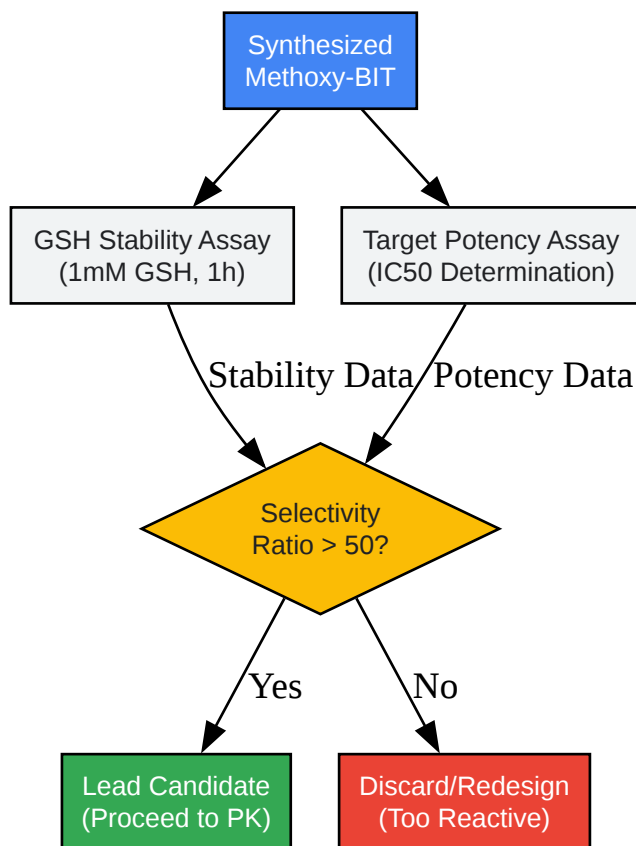 Synthesized
Methoxy-BIT
GSH Stability Assay
(1mM GSH, 1h)
Target Potency Assay
(IC50 Determination)
Stability Data
Potency Data
Selectivity
Ratio > 50?
Yes
No
Lead Candidate
(Proceed to PK)
Discard/Redesign
(Too Reactive)